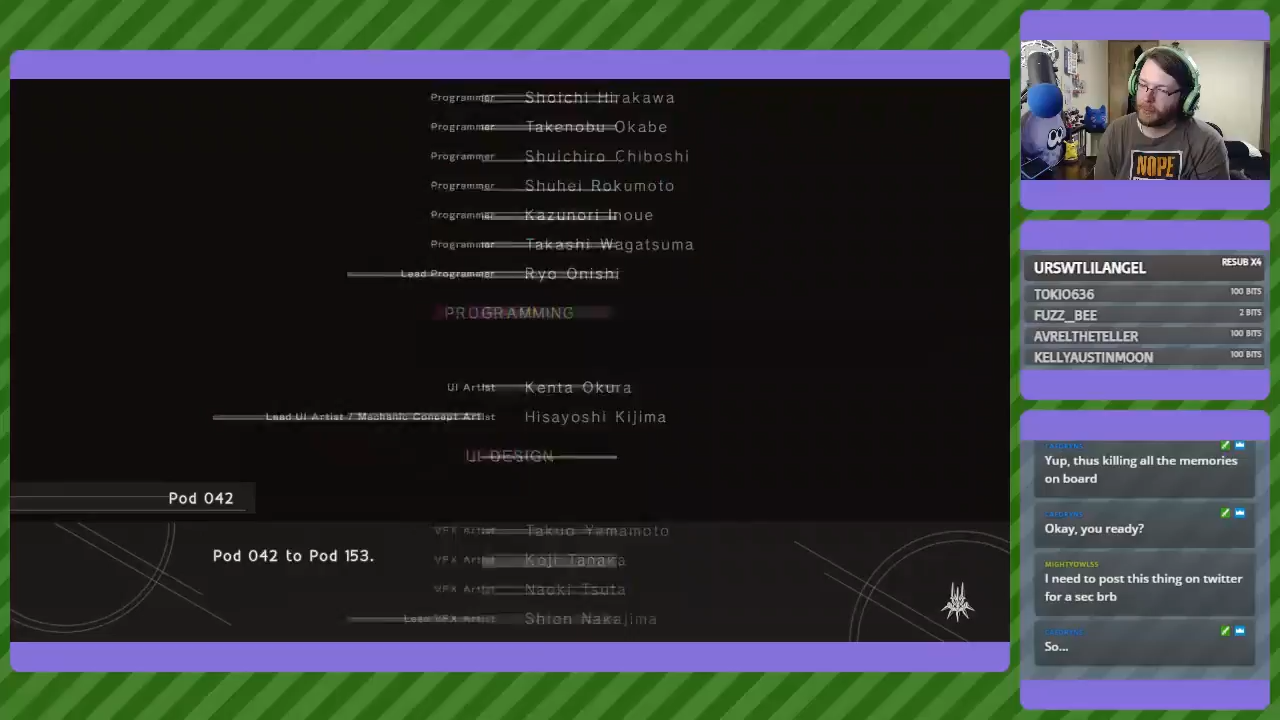 Programmer Shoichi Hirakawa
Programmer Takenobu Okabe
Programmer Shuichiro Chiboshi
Programmer Shuhei Rokumoto
Programmer Kazunori Inoue
Programmer Takashi Wagatsuma
Lead Programmer Ryo Onishi
PROGRAMMING
UI Artist Kenta Okura
Lead UI Artist / Mechanic Concept Artist Hisayoshi Kijima
UI DESIGN
Pod 042
Pod 042 to Pod 153.
VFX Artist Takuo Yamamoto
VFX Artist Koji Tanaka
VFX Artist Naoki Tsuta
Lead VFX Artist Shion Nakajima
NOPE
URSWTLILANGEL RESUB X4
TOKIO636 100 BITS
FUZZ_BEE 2 BITS
AVRELTHETELLER 100 BITS
KELLYAUSTINMOON 100 BITS
Yup, thus killing all the memories
on board
Okay, you ready?
MIGHTYOWLSS
I need to post this thing on twitter
for a sec brb
So...